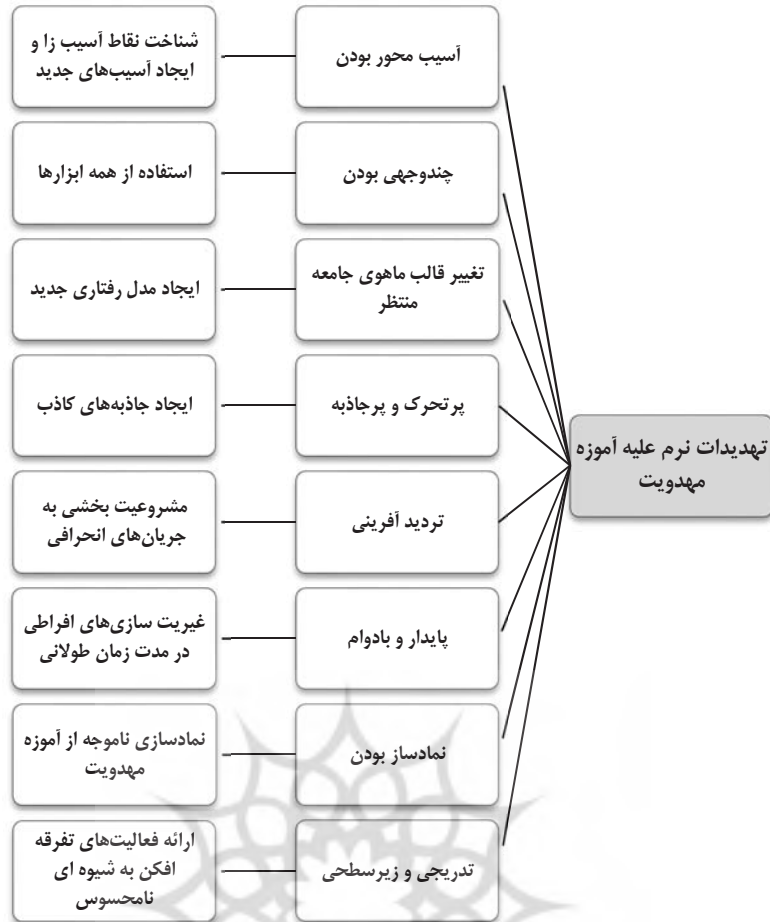 تهدیدات نرم علیه آموزه
مهدویت
آسیب محور بودن
شناخت نقاط آسیب زا و
ایجاد آسیب‌های جدید
چندوجهی بودن
استفاده از همه ابزارها
تغییر قالب ماهوی جامعه
منتظر
ایجاد مدل رفتاری جدید
پرتحرک و پرجاذبه
ایجاد جاذبه‌های کاذب
تردید آفرینی
مشروعیت بخشی به
جریان‌های انحرافی
پایدار و بادوام
غیریت سازی‌های افراطی
در مدت زمان طولانی
نمادساز بودن
نمادسازی ناموجه از آموزه
مهدویت
تدریجی و زیرسطحی
ارائه فعالیت‌های تفرقه
افکن به شیوه ای
نامحسوس